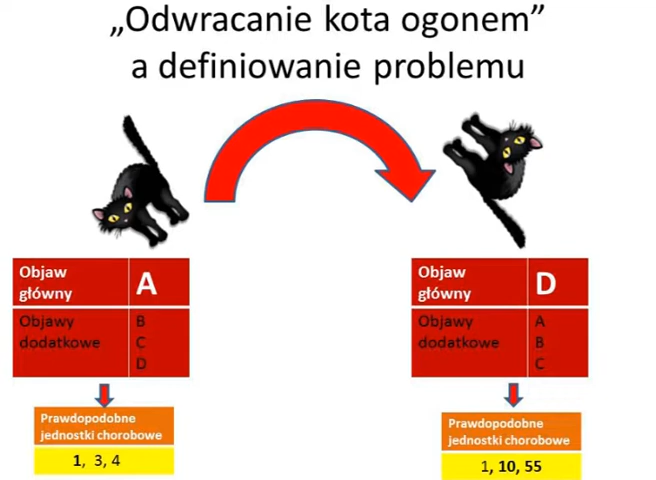 „Odwracanie kota ogonem”
a definiowanie problemu
Objaw
główny
A
Objawy
dodatkowe
B
C
D
Prawdopodobne
jednostki chorobowe
1, 3, 4
Objaw
główny
D
Objawy
dodatkowe
A
B
C
Prawdopodobne
jednostki chorobowe
1, 10, 55